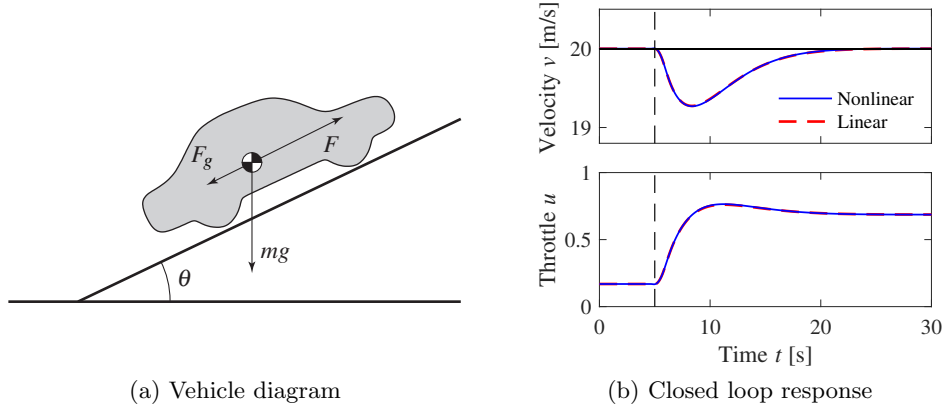 F_g
F
mg
θ
(a) Vehicle diagram
Velocity v [m/s]
20
19
Nonlinear
Linear
Throttle u
1
0.5
0
0 10 20 30
Time t [s]
(b) Closed loop response